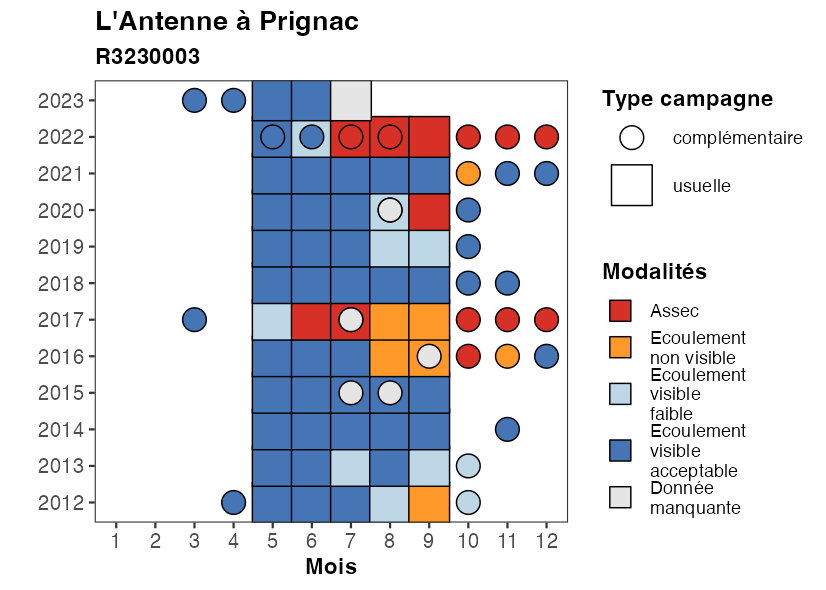 L'Antenne à Prignac
R3230003
2023
2022
2021
2020
2019
2018
2017
2016
2015
2014
2013
2012
1 2 3 4 5 6 7 8 9 10 11 12
Mois
Type campagne
complémentaire
usuelle
Modalités
Assec
Ecoulement
non visible
Ecoulement
visible
faible
Ecoulement
visible
acceptable
Donnée
manquante